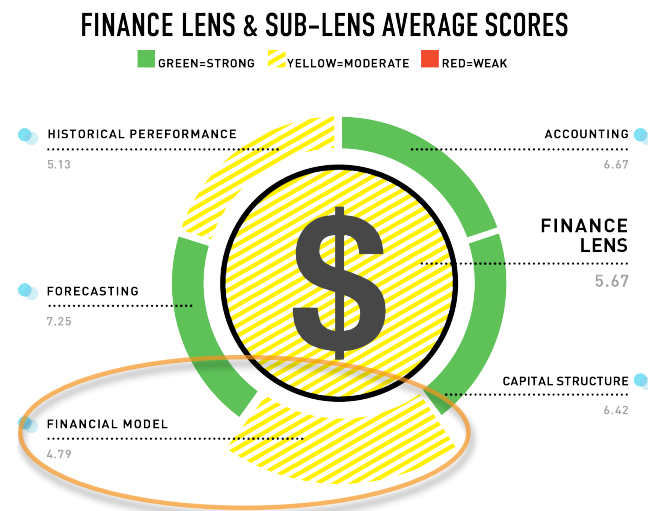 FINANCE LENS & SUB-LENS AVERAGE SCORES
GREEN=STRONG YELLOW=MODERATE RED=WEAK
HISTORICAL PEREFORMANCE
5.13
ACCOUNTING
6.67
FINANCE
LENS
5.67
FORECASTING
7.25
CAPITAL STRUCTURE
6.42
FINANCIAL MODEL
4.79
$